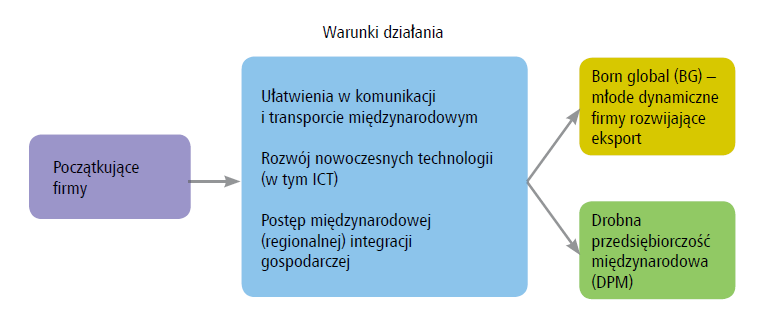 Warunki działania
Początkujące
firmy
Ułatwienia w komunikacji
i transporcie międzynarodowym
Rozwój nowoczesnych technologii
(w tym ICT)
Postęp międzynarodowej
(regionalnej) integracji
gospodarczej
Born global (BG) –
młode dynamiczne
firmy rozwijające
eksport
Drobna
przedsiębiorczość
międzynarodowa
(DPM)